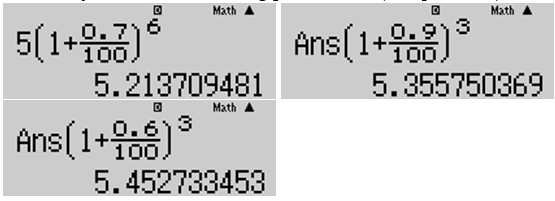 D Math ▲
5(1+0.7/100)^6
5.213709481
D Math ▲
Ans(1+0.9/100)^3
5.355750369
D Math ▲
Ans(1+0.6/100)^3
5.452733453